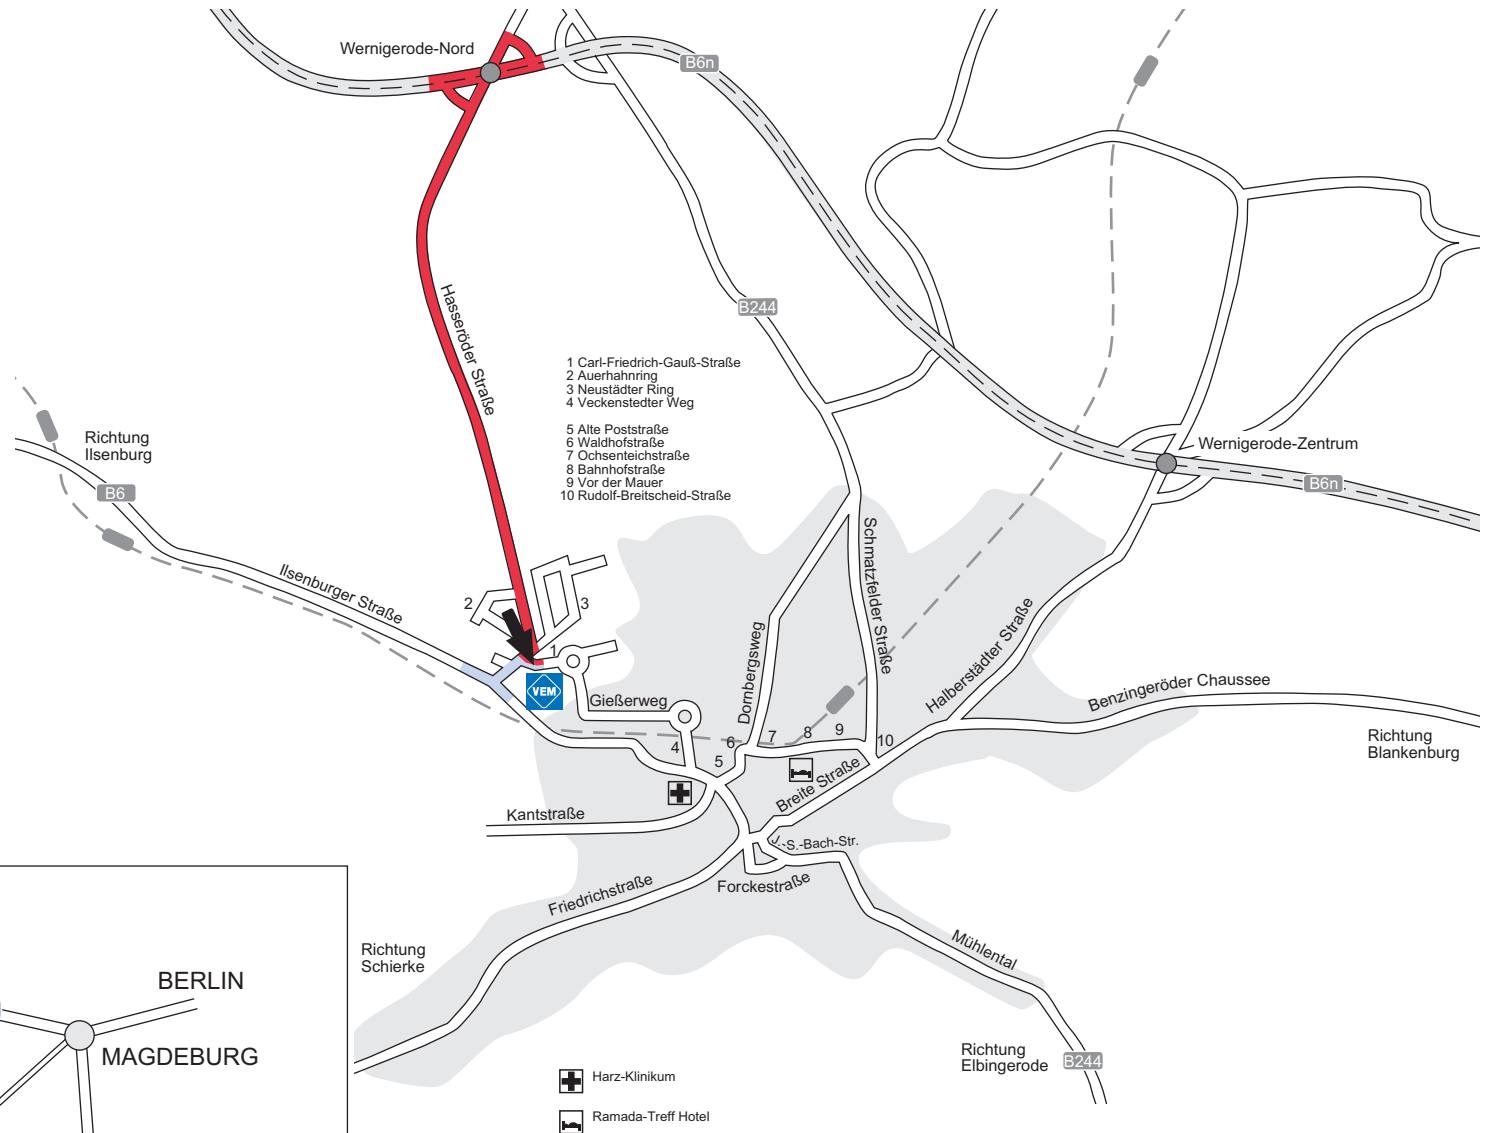 Wernigerode-Nord
B6n
Hasseröder Straße
B244
1 Carl-Friedrich-Gauß-Straße
2 Auerhahnring
3 Neustädter Ring
4 Veckenstedter Weg
5 Alte Poststraße
6 Waldhofstraße
7 Ochsenteichstraße
8 Bahnhofstraße
9 Vor der Mauer
10 Rudolf-Breitscheid-Straße
Richtung
Ilsenburg
B6
Wernigerode-Zentrum
B6n
Ilsenburger Straße
Schmatzfelder Straße
2
3
1
VEM
Gießerweg
Dornbergsweg
Halberstädter Straße
Benzingeröder Chaussee
Richtung
Blankenburg
4
5
6
7
8
9
10
Breite Straße
Kantstraße
J.-S.-Bach-Str.
Forckestraße
Friedrichstraße
Mühlental
Richtung
Schierke
BERLIN
MAGDEBURG
Richtung
Elbingerode
B244
Harz-Klinikum
Ramada-Treff Hotel